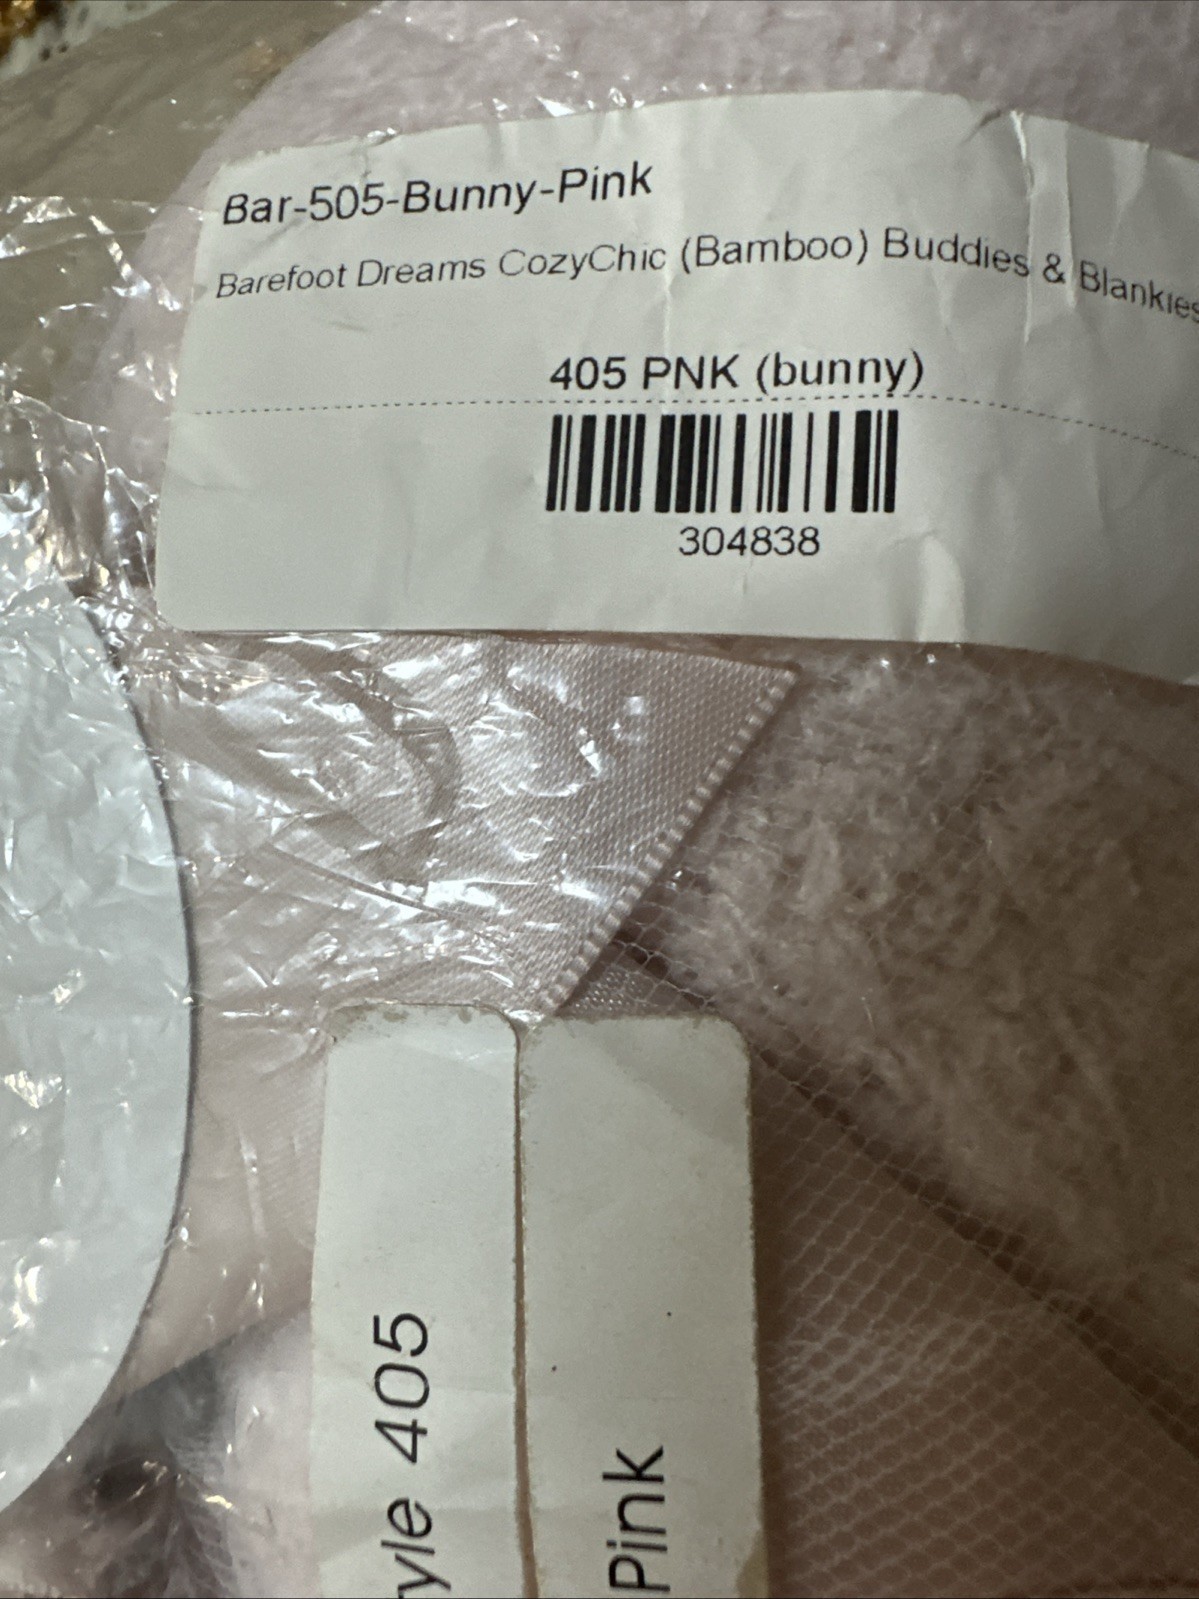 Bar-505-Bunny-Pink
Barefoot Dreams CozyChic (Bamboo) Buddies & Blankies
405 PNK (bunny)
304838
yle 405
Pink